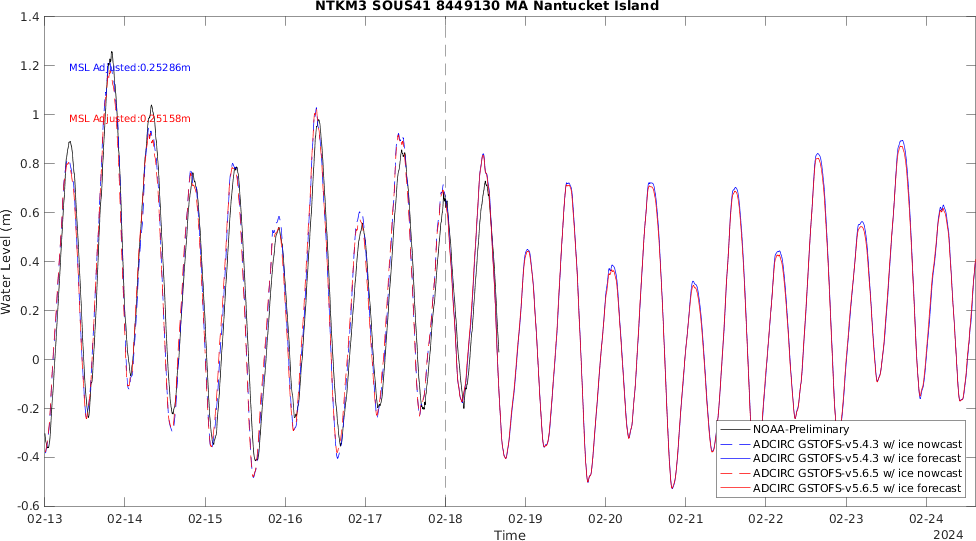 NTKM3 SOUS41 8449130 MA Nantucket Island
1.4
1.2
1
0.8
0.6
0.4
0.2
0
-0.2
-0.4
-0.6
Water Level (m)
MSL Adjusted:0.25286m
MSL Adjusted:0.25158m
NOAA-Preliminary
ADCIRC GSTOFS-v5.4.3 w/ ice nowcast
ADCIRC GSTOFS-v5.4.3 w/ ice forecast
ADCIRC GSTOFS-v5.6.5 w/ ice nowcast
ADCIRC GSTOFS-v5.6.5 w/ ice forecast
02-13 02-14 02-15 02-16 02-17 02-18 02-19 02-20 02-21 02-22 02-23 02-24
Time
2024